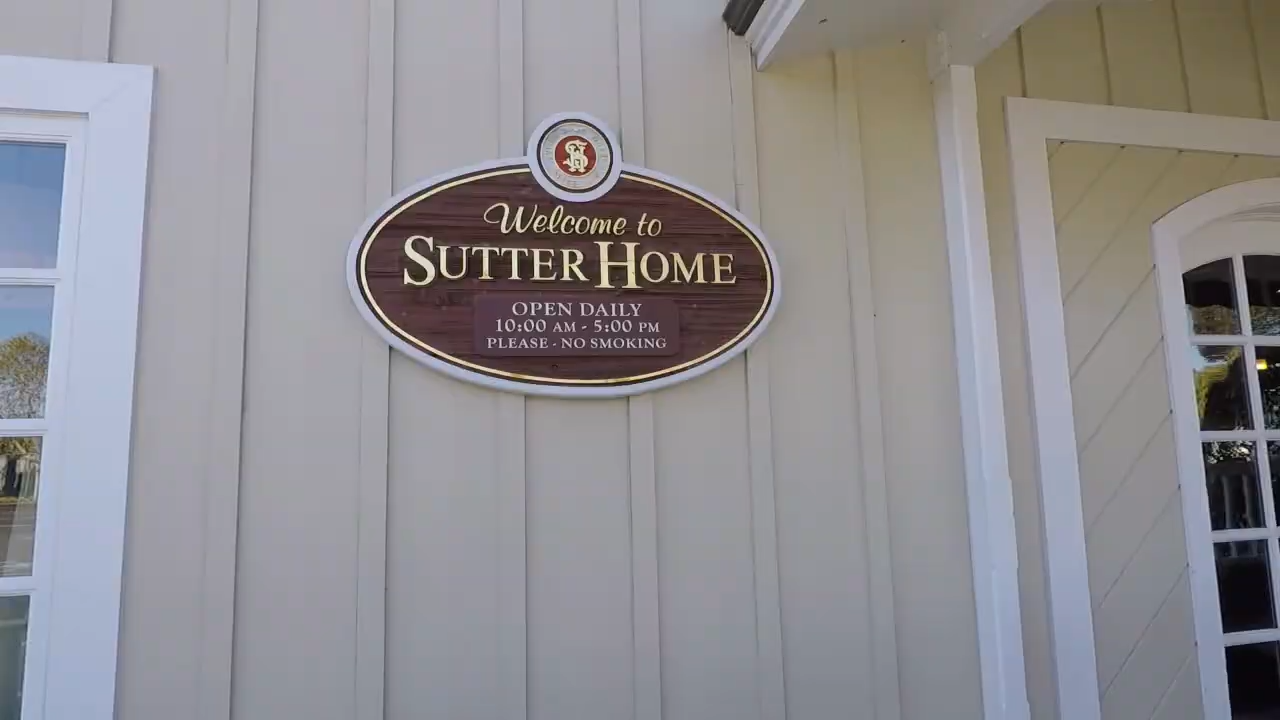 Welcome to
SUTTER HOME
OPEN DAILY
10:00 AM - 5:00 PM
PLEASE - NO SMOKING